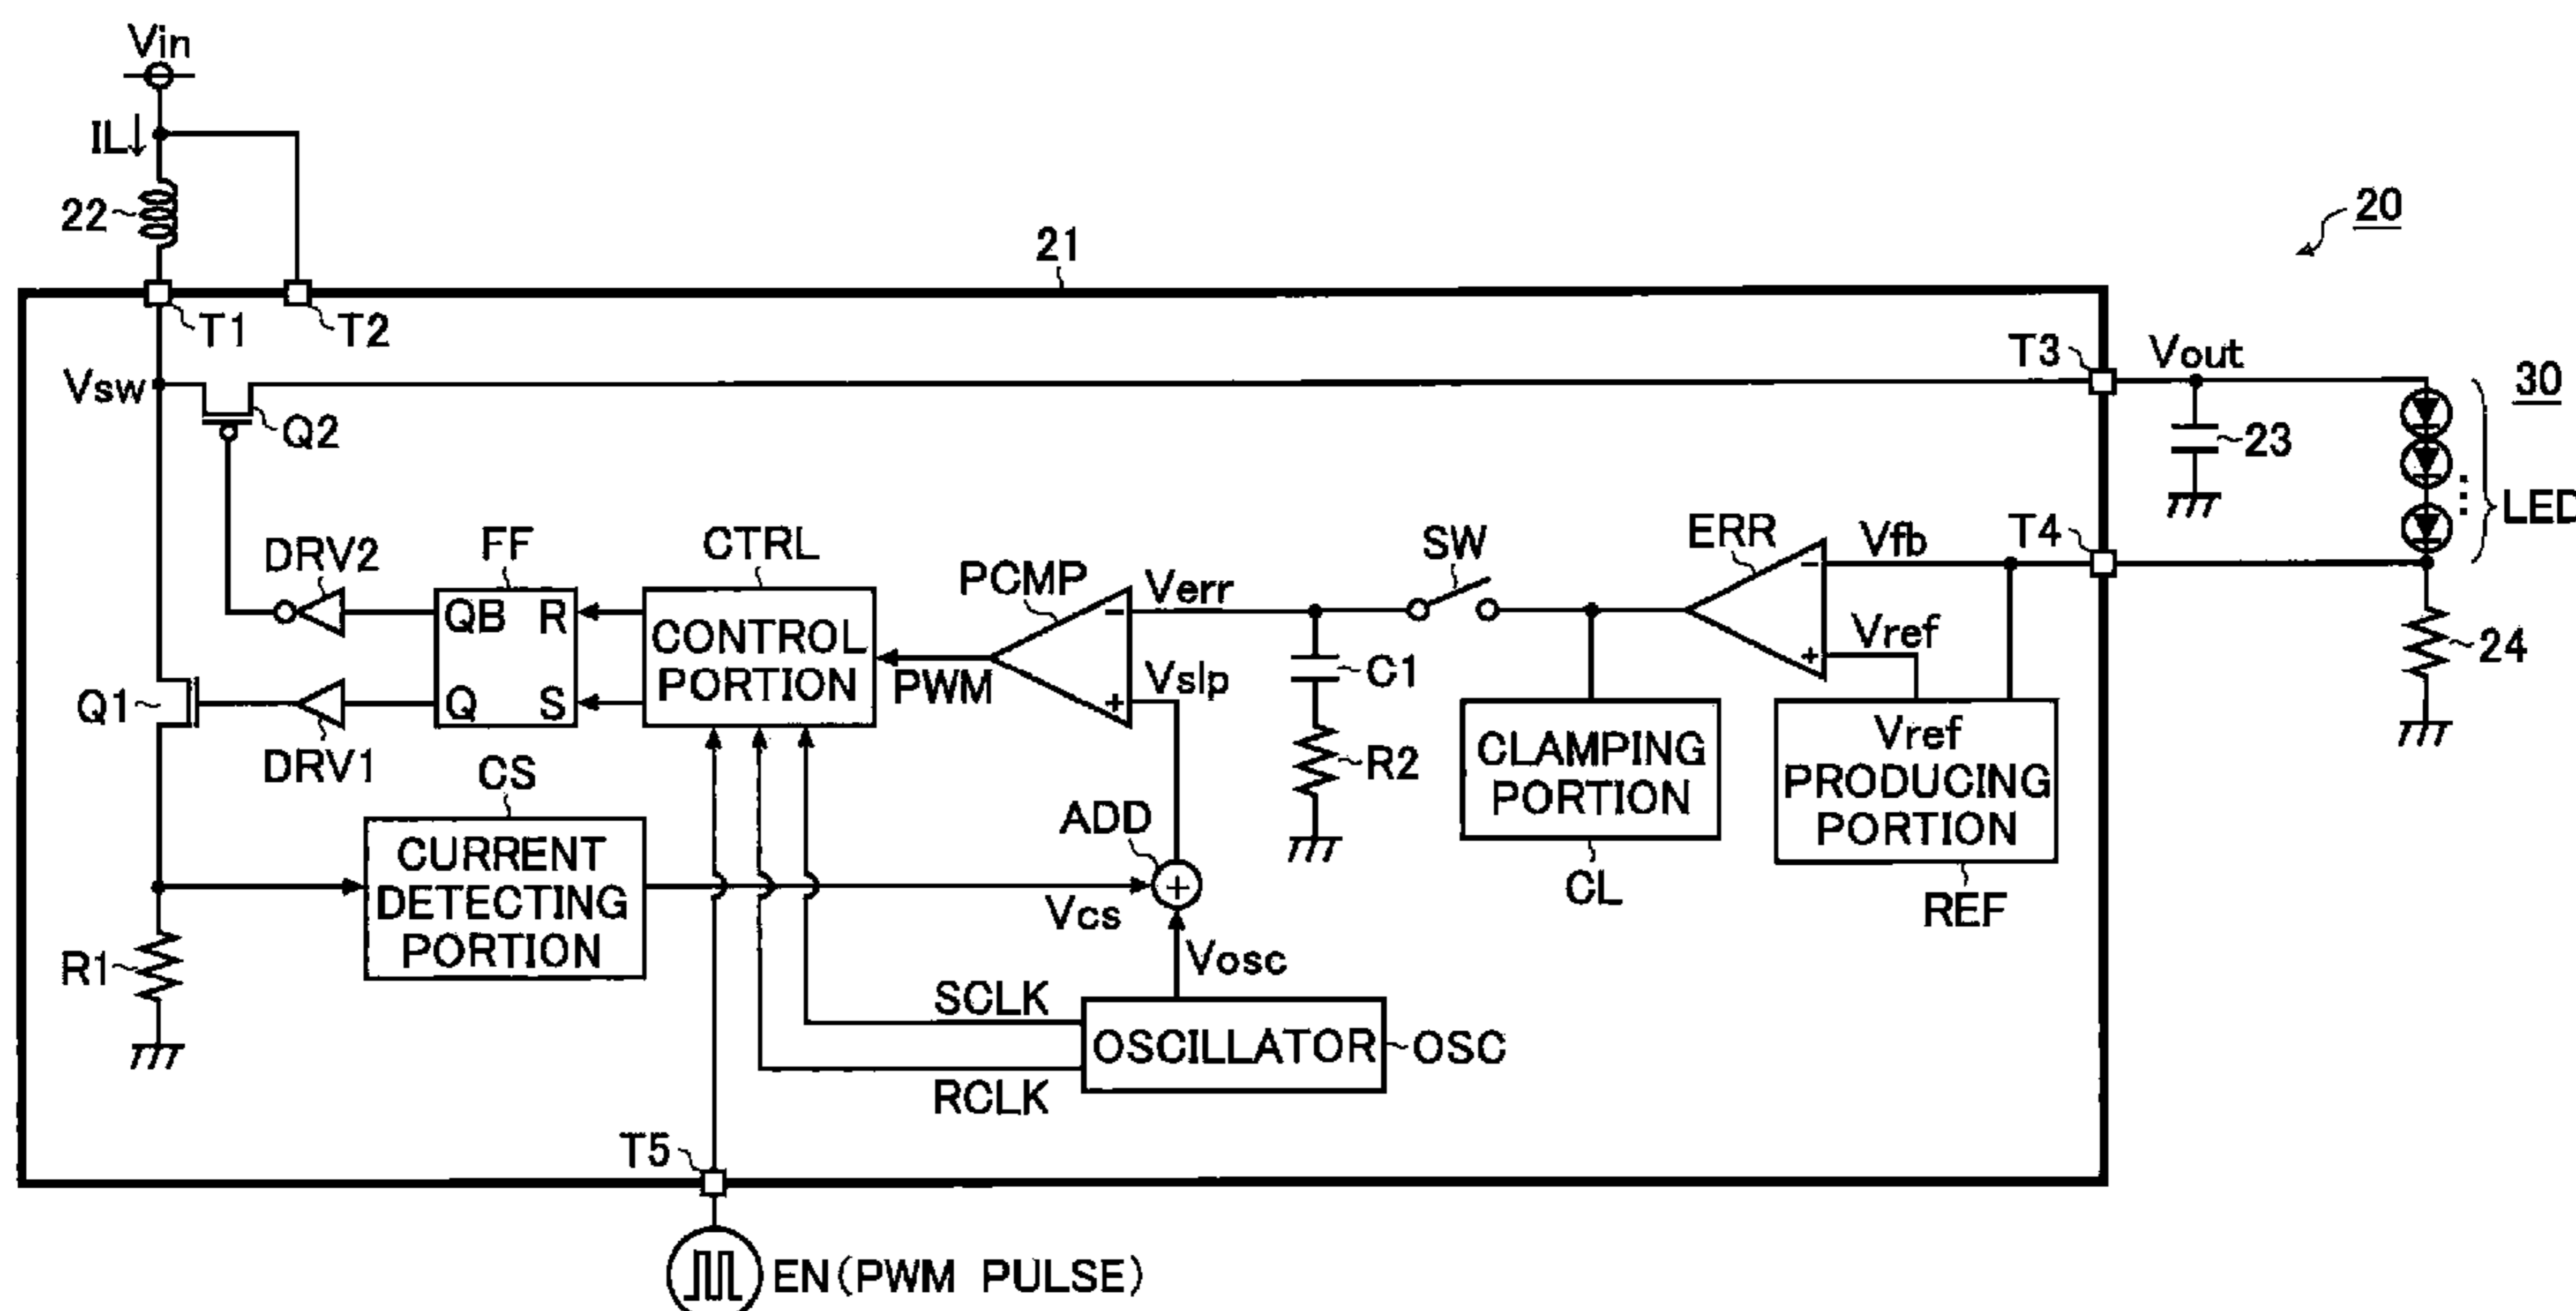 Vin
IL
22
T1
T2
21
20
Vsw
Q2
T3
Vout
30
23
LED
T4
24
DRV2
FF
CTRL
PCMP
Verr
SW
ERR
Vfb
Vref
QB R
Q S
CONTROL
PORTION
PWM
Vslp
C1
R2
Q1
DRV1
CS
CURRENT
DETECTING
PORTION
ADD
Vcs
CLAMPING
PORTION
CL
Vref
PRODUCING
PORTION
REF
R1
Vosc
SCLK
OSCILLATOR
OSC
RCLK
T5
EN(PWM PULSE)